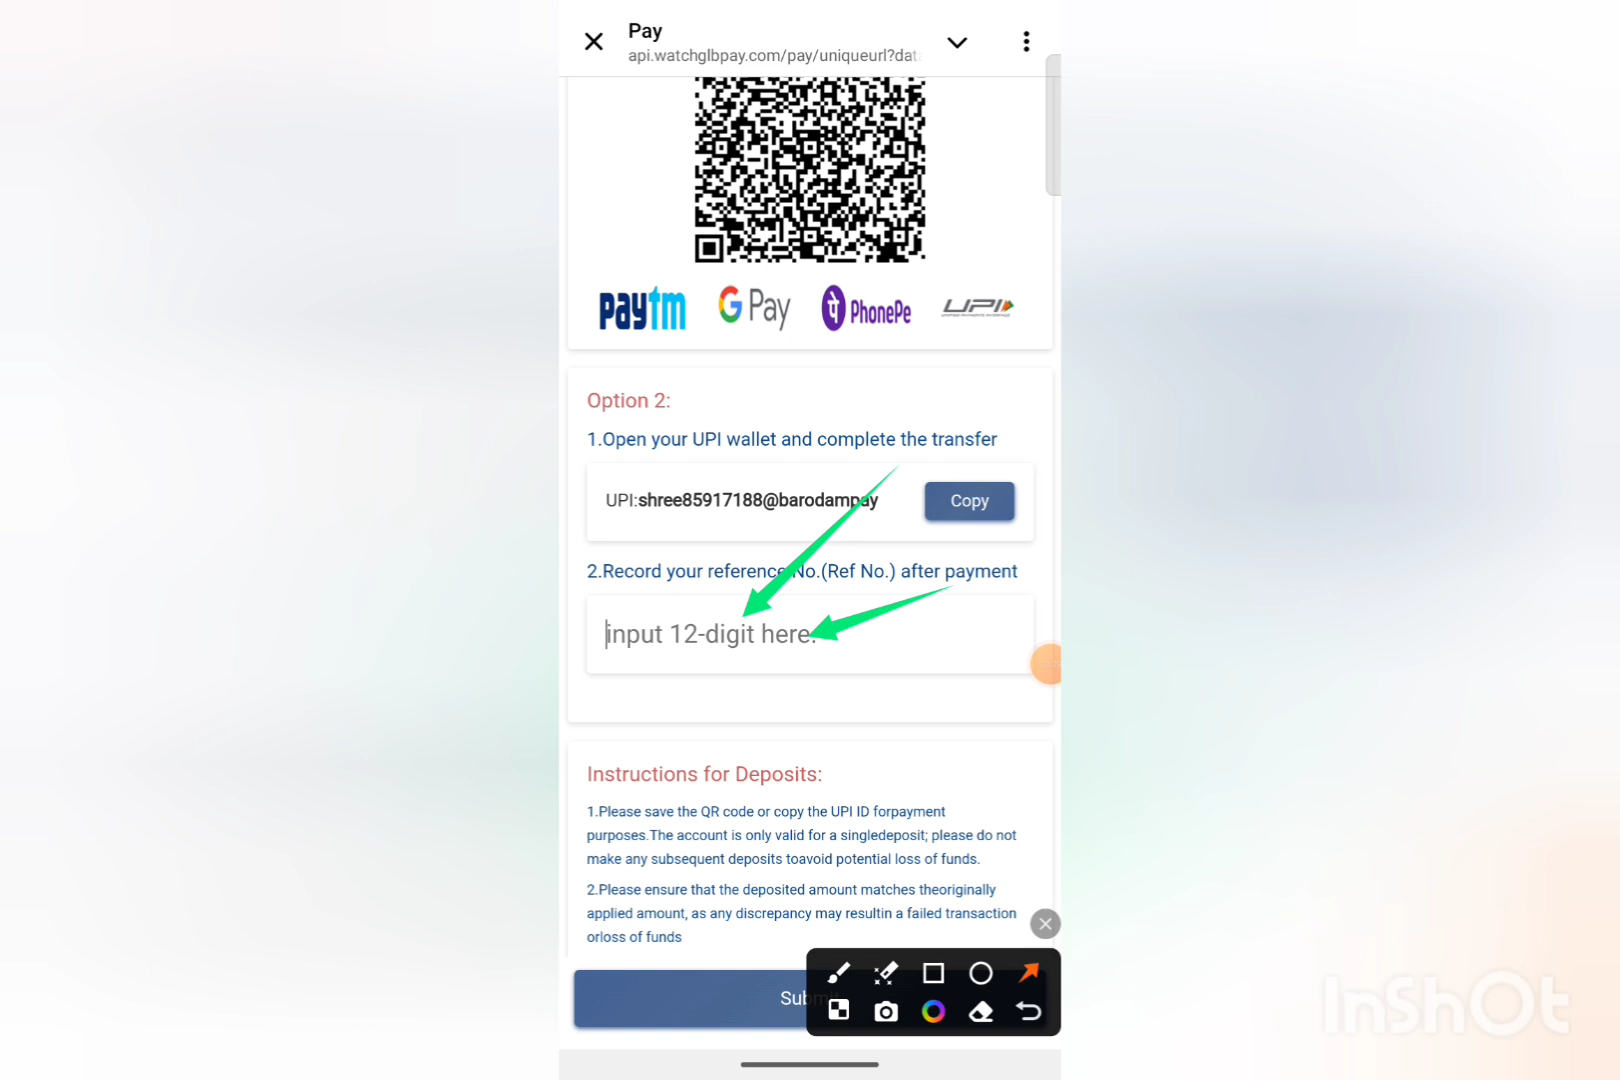 Pay
api.watchglbpay.com/pay/uniqueurl?dat
paytm
G Pay
पे PhonePe
UPI
UNIFIED PAYMENTS INTERFACE
Option 2:
1.Open your UPI wallet and complete the transfer
UPI:shree85917188@barodampay
Copy
2.Record your reference No.(Ref No.) after payment
input 12-digit here.
Instructions for Deposits:
1.Please save the QR code or copy the UPI ID forpayment
purposes.The account is only valid for a singledeposit; please do not
make any subsequent deposits toavoid potential loss of funds.
2.Please ensure that the deposited amount matches theoriginally
applied amount, as any discrepancy may resultin a failed transaction
orloss of funds
Submit
InShOt